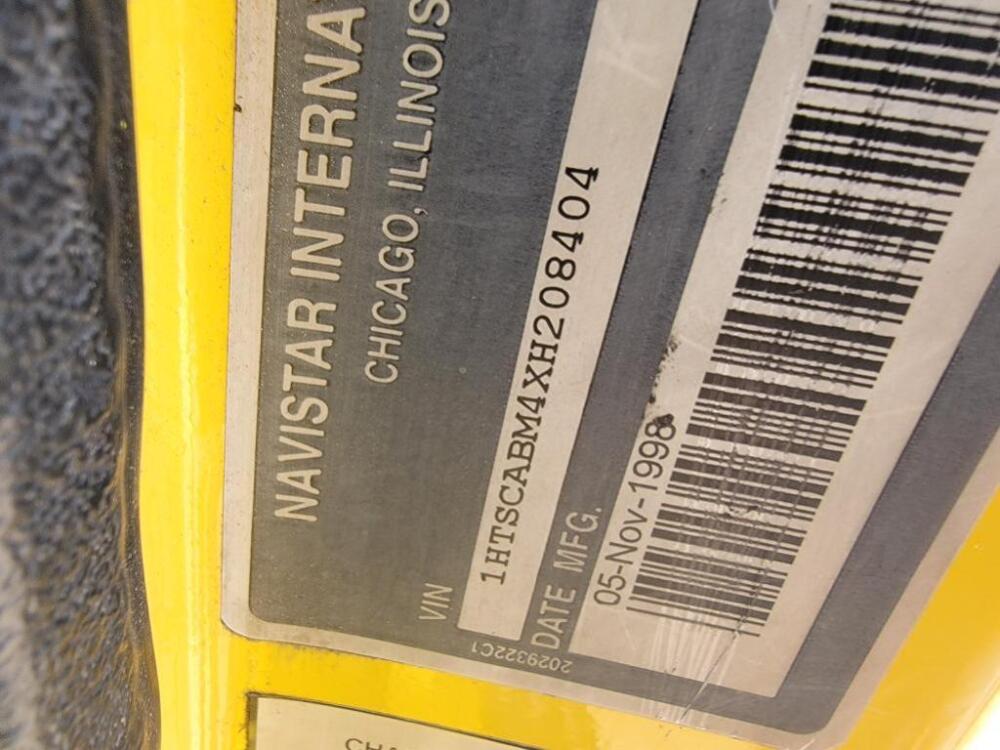 NAVISTAR INTERNA
CHICAGO, ILLINOIS
VIN
1HTSCABM4XH208404
DATE MFG.
05-Nov-1998
2029322C1